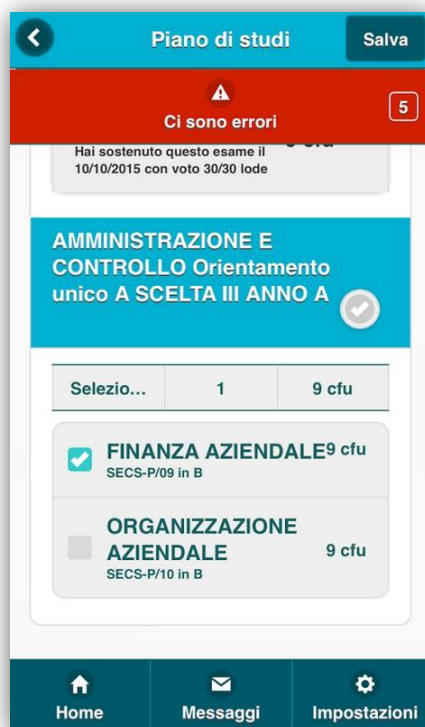 Piano di studi
Salva
Ci sono errori
5
9 cfu
Hai sostenuto questo esame il
10/10/2015 con voto 30/30 lode
AMMINISTRAZIONE E
CONTROLLO Orientamento
unico A SCELTA III ANNO A
Selezio...
1
9 cfu
FINANZA AZIENDALE
9 cfu
SECS-P/09 in B
ORGANIZZAZIONE
AZIENDALE
9 cfu
SECS-P/10 in B
Home
Messaggi
Impostazioni